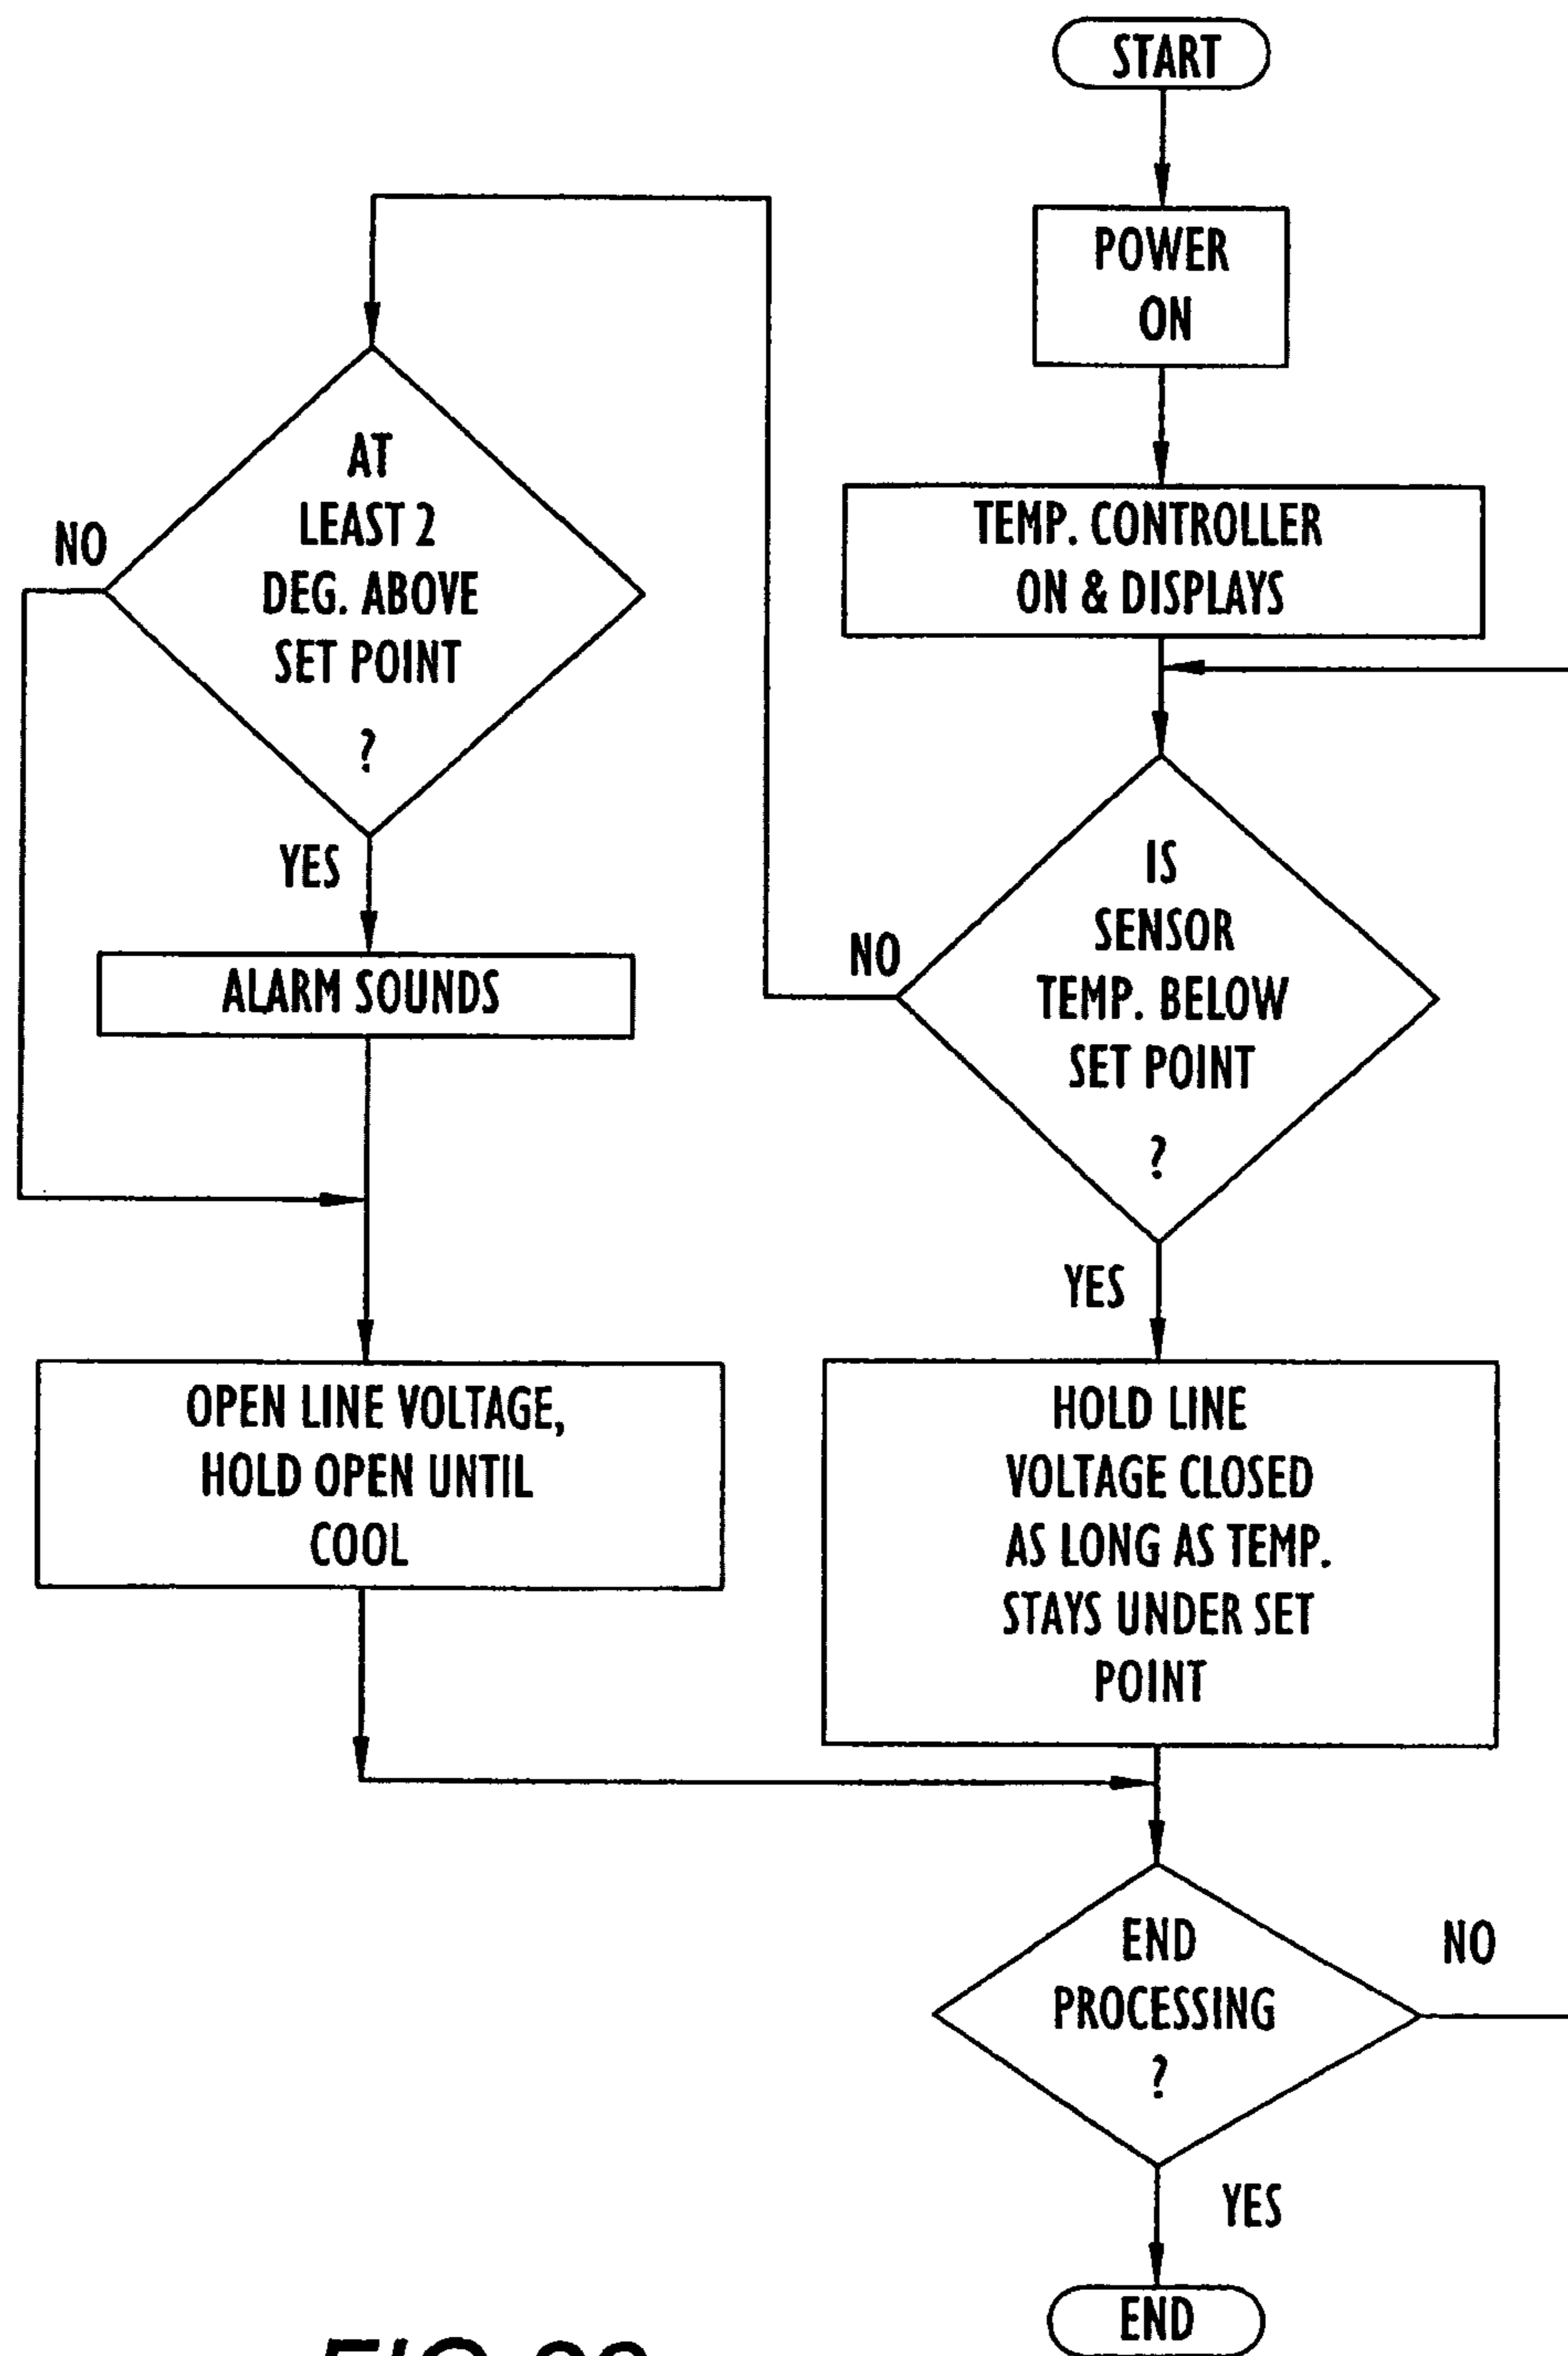 START
POWER
ON
TEMP. CONTROLLER
ON & DISPLAYS
IS
SENSOR
TEMP. BELOW
SET POINT
?
NO
YES
AT
LEAST 2
DEG. ABOVE
SET POINT
?
NO
YES
ALARM SOUNDS
OPEN LINE VOLTAGE,
HOLD OPEN UNTIL
COOL
HOLD LINE
VOLTAGE CLOSED
AS LONG AS TEMP.
STAYS UNDER SET
POINT
END
PROCESSING
?
NO
YES
END